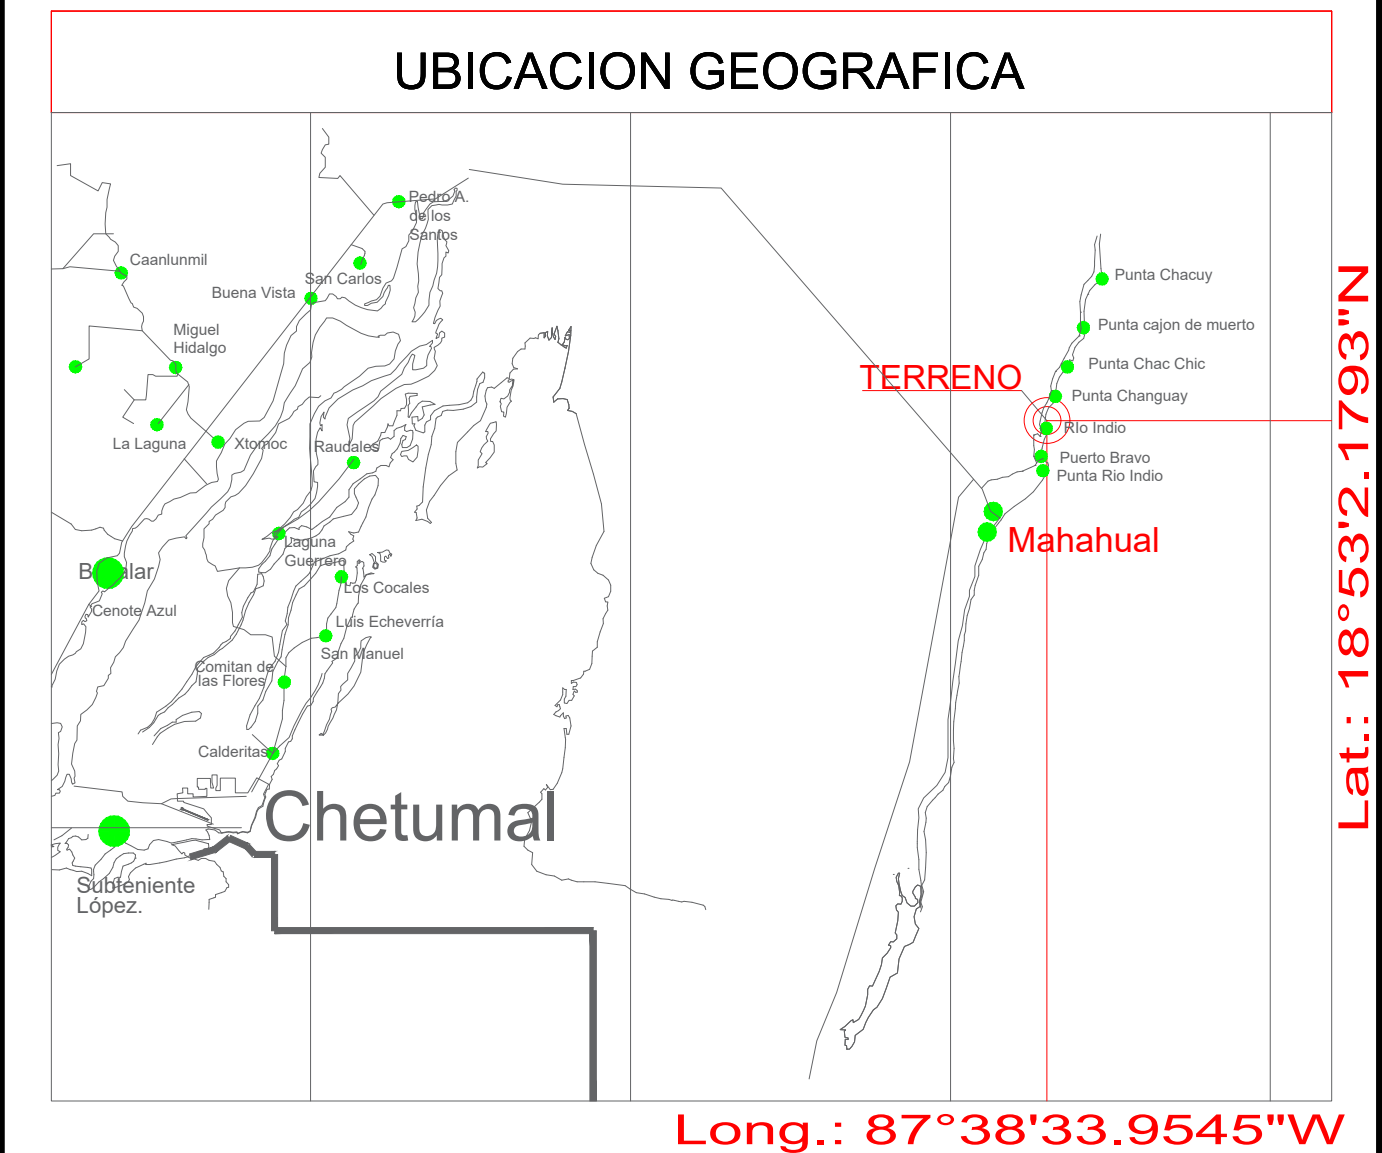 UBICACION GEOGRAFICA
Pedro A.
de los
Santos
Caanlunmil
San Carlos
Buena Vista
Miguel
Hidalgo
La Laguna
Xtomoc
Raudales
Laguna
Guerrero
Los Cocales
Bacalar
Cenote Azul
Luis Echeverría
San Manuel
Comitan de
las Flores
Calderitas
Chetumal
Subteniente
López.
Punta Chacuy
Punta cajon de muerto
Punta Chac Chic
TERRENO
Punta Changuay
RIo Indio
Puerto Bravo
Punta Rio Indio
Mahahual
Lat.: 18°53'2.1793"N
Long.: 87°38'33.9545"W